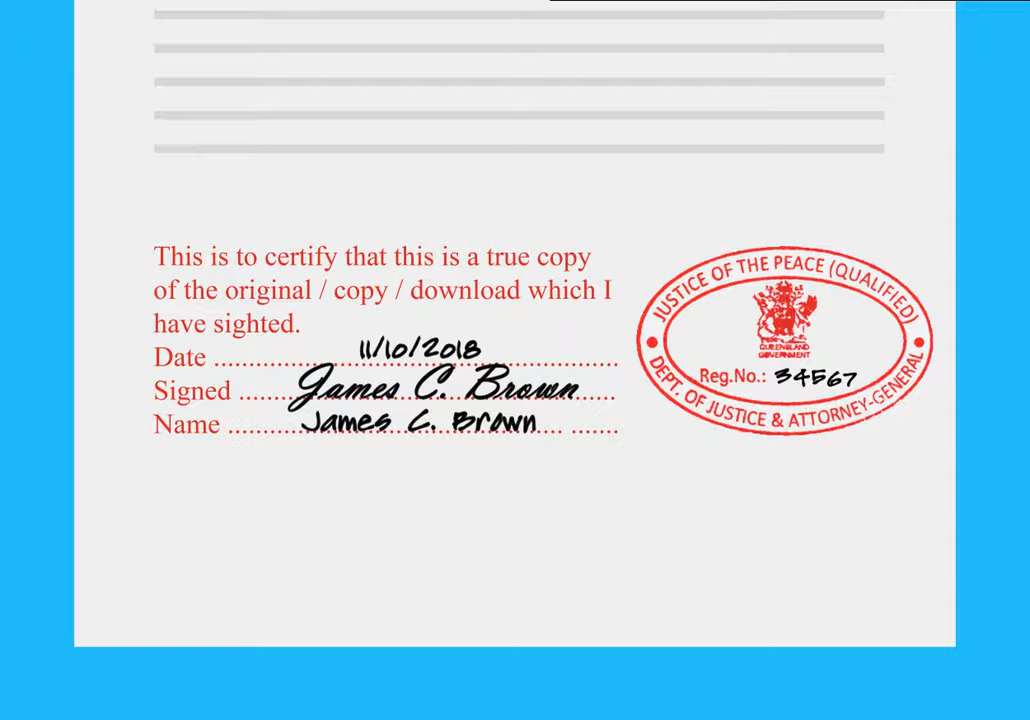 This is to certify that this is a true copy
of the original / copy / download which I
have sighted.
Date .......... 11/10/2018 ..........
Signed .......... James C. Brown ..........
Name .......... James C. Brown ..........
JUSTICE OF THE PEACE (QUALIFIED)
QUEENSLAND
GOVERNMENT
Reg.No.: 34567
DEPT. OF JUSTICE & ATTORNEY-GENERAL